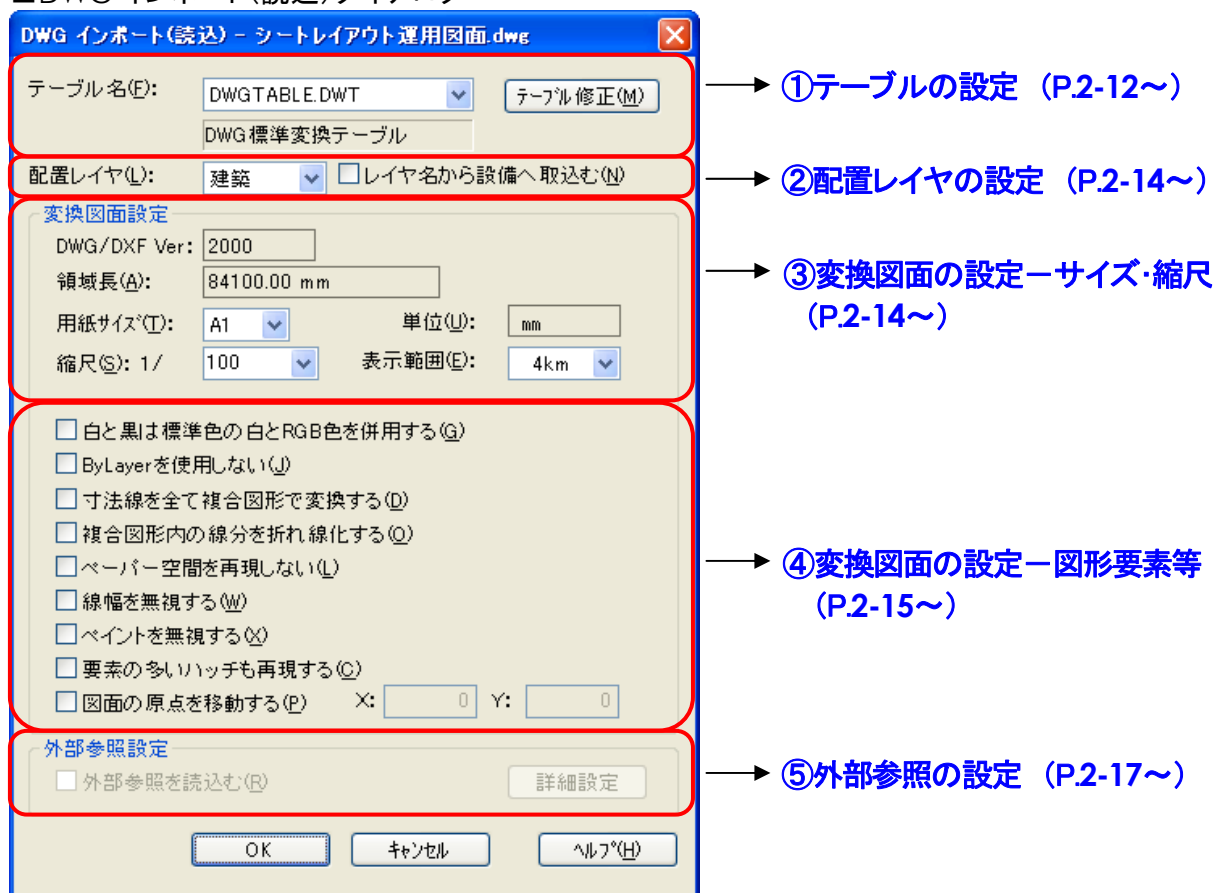 DWG インポート(読込) - シートレイアウト運用図面.dwg
テーブル名(F): DWGTABLE.DWT テーブル修正(M)
DWG標準変換テーブル
①テーブルの設定 (P.2-12～)
配置レイヤ(L): 建築 レイヤ名から設備へ取込む(N)
②配置レイヤの設定 (P.2-14～)
変換図面設定
DWG/DXF Ver: 2000
領域長(A): 84100.00 mm
用紙サイズ(T): A1 単位(U): mm
縮尺(S): 1/ 100 表示範囲(E): 4km
③変換図面の設定－サイズ・縮尺
(P.2-14～)
白と黒は標準色の白とRGB色を併用する(G)
ByLayerを使用しない(J)
寸法線を全て複合図形で変換する(D)
複合図形内の線分を折れ線化する(O)
ペーパー空間を再現しない(L)
線幅を無視する(W)
ペイントを無視する(X)
要素の多いハッチも再現する(C)
図面の原点を移動する(P) X: 0 Y: 0
④変換図面の設定－図形要素等
(P.2-15～)
外部参照設定
外部参照を読込む(R) 詳細設定
⑤外部参照の設定 (P.2-17～)
OK キャンセル ヘルプ(H)